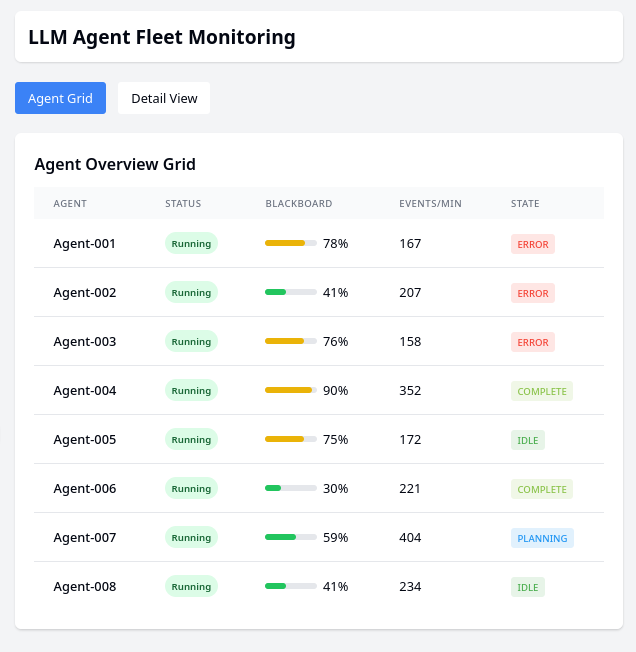 LLM Agent Fleet Monitoring
Agent Grid Detail View
Agent Overview Grid
AGENT STATUS BLACKBOARD EVENTS/MIN STATE
Agent-001 Running 78% 167 ERROR
Agent-002 Running 41% 207 ERROR
Agent-003 Running 76% 158 ERROR
Agent-004 Running 90% 352 COMPLETE
Agent-005 Running 75% 172 IDLE
Agent-006 Running 30% 221 COMPLETE
Agent-007 Running 59% 404 PLANNING
Agent-008 Running 41% 234 IDLE